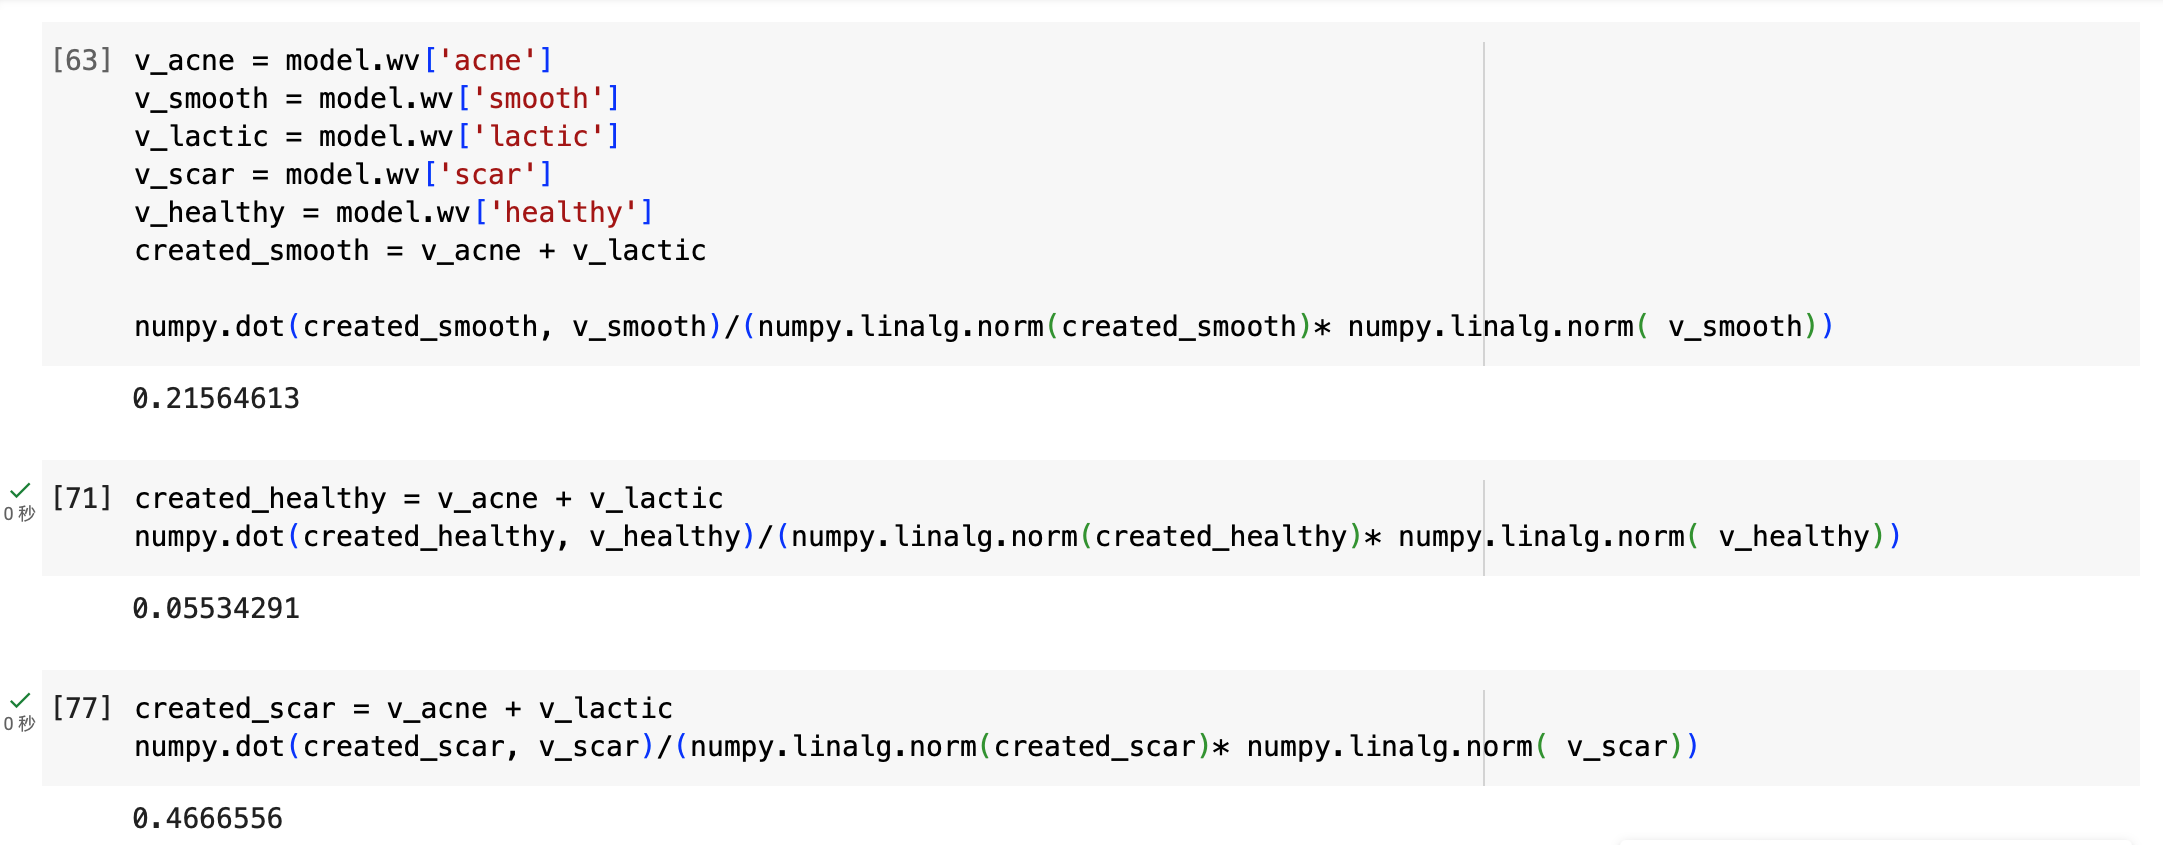 [63] v_acne = model.wv['acne']
v_smooth = model.wv['smooth']
v_lactic = model.wv['lactic']
v_scar = model.wv['scar']
v_healthy = model.wv['healthy']
created_smooth = v_acne + v_lactic
numpy.dot(created_smooth, v_smooth)/(numpy.linalg.norm(created_smooth)* numpy.linalg.norm( v_smooth))
0.21564613
[71] created_healthy = v_acne + v_lactic
0 秒
numpy.dot(created_healthy, v_healthy)/(numpy.linalg.norm(created_healthy)* numpy.linalg.norm( v_healthy))
0.05534291
[77] created_scar = v_acne + v_lactic
0 秒
numpy.dot(created_scar, v_scar)/(numpy.linalg.norm(created_scar)* numpy.linalg.norm( v_scar))
0.4666556